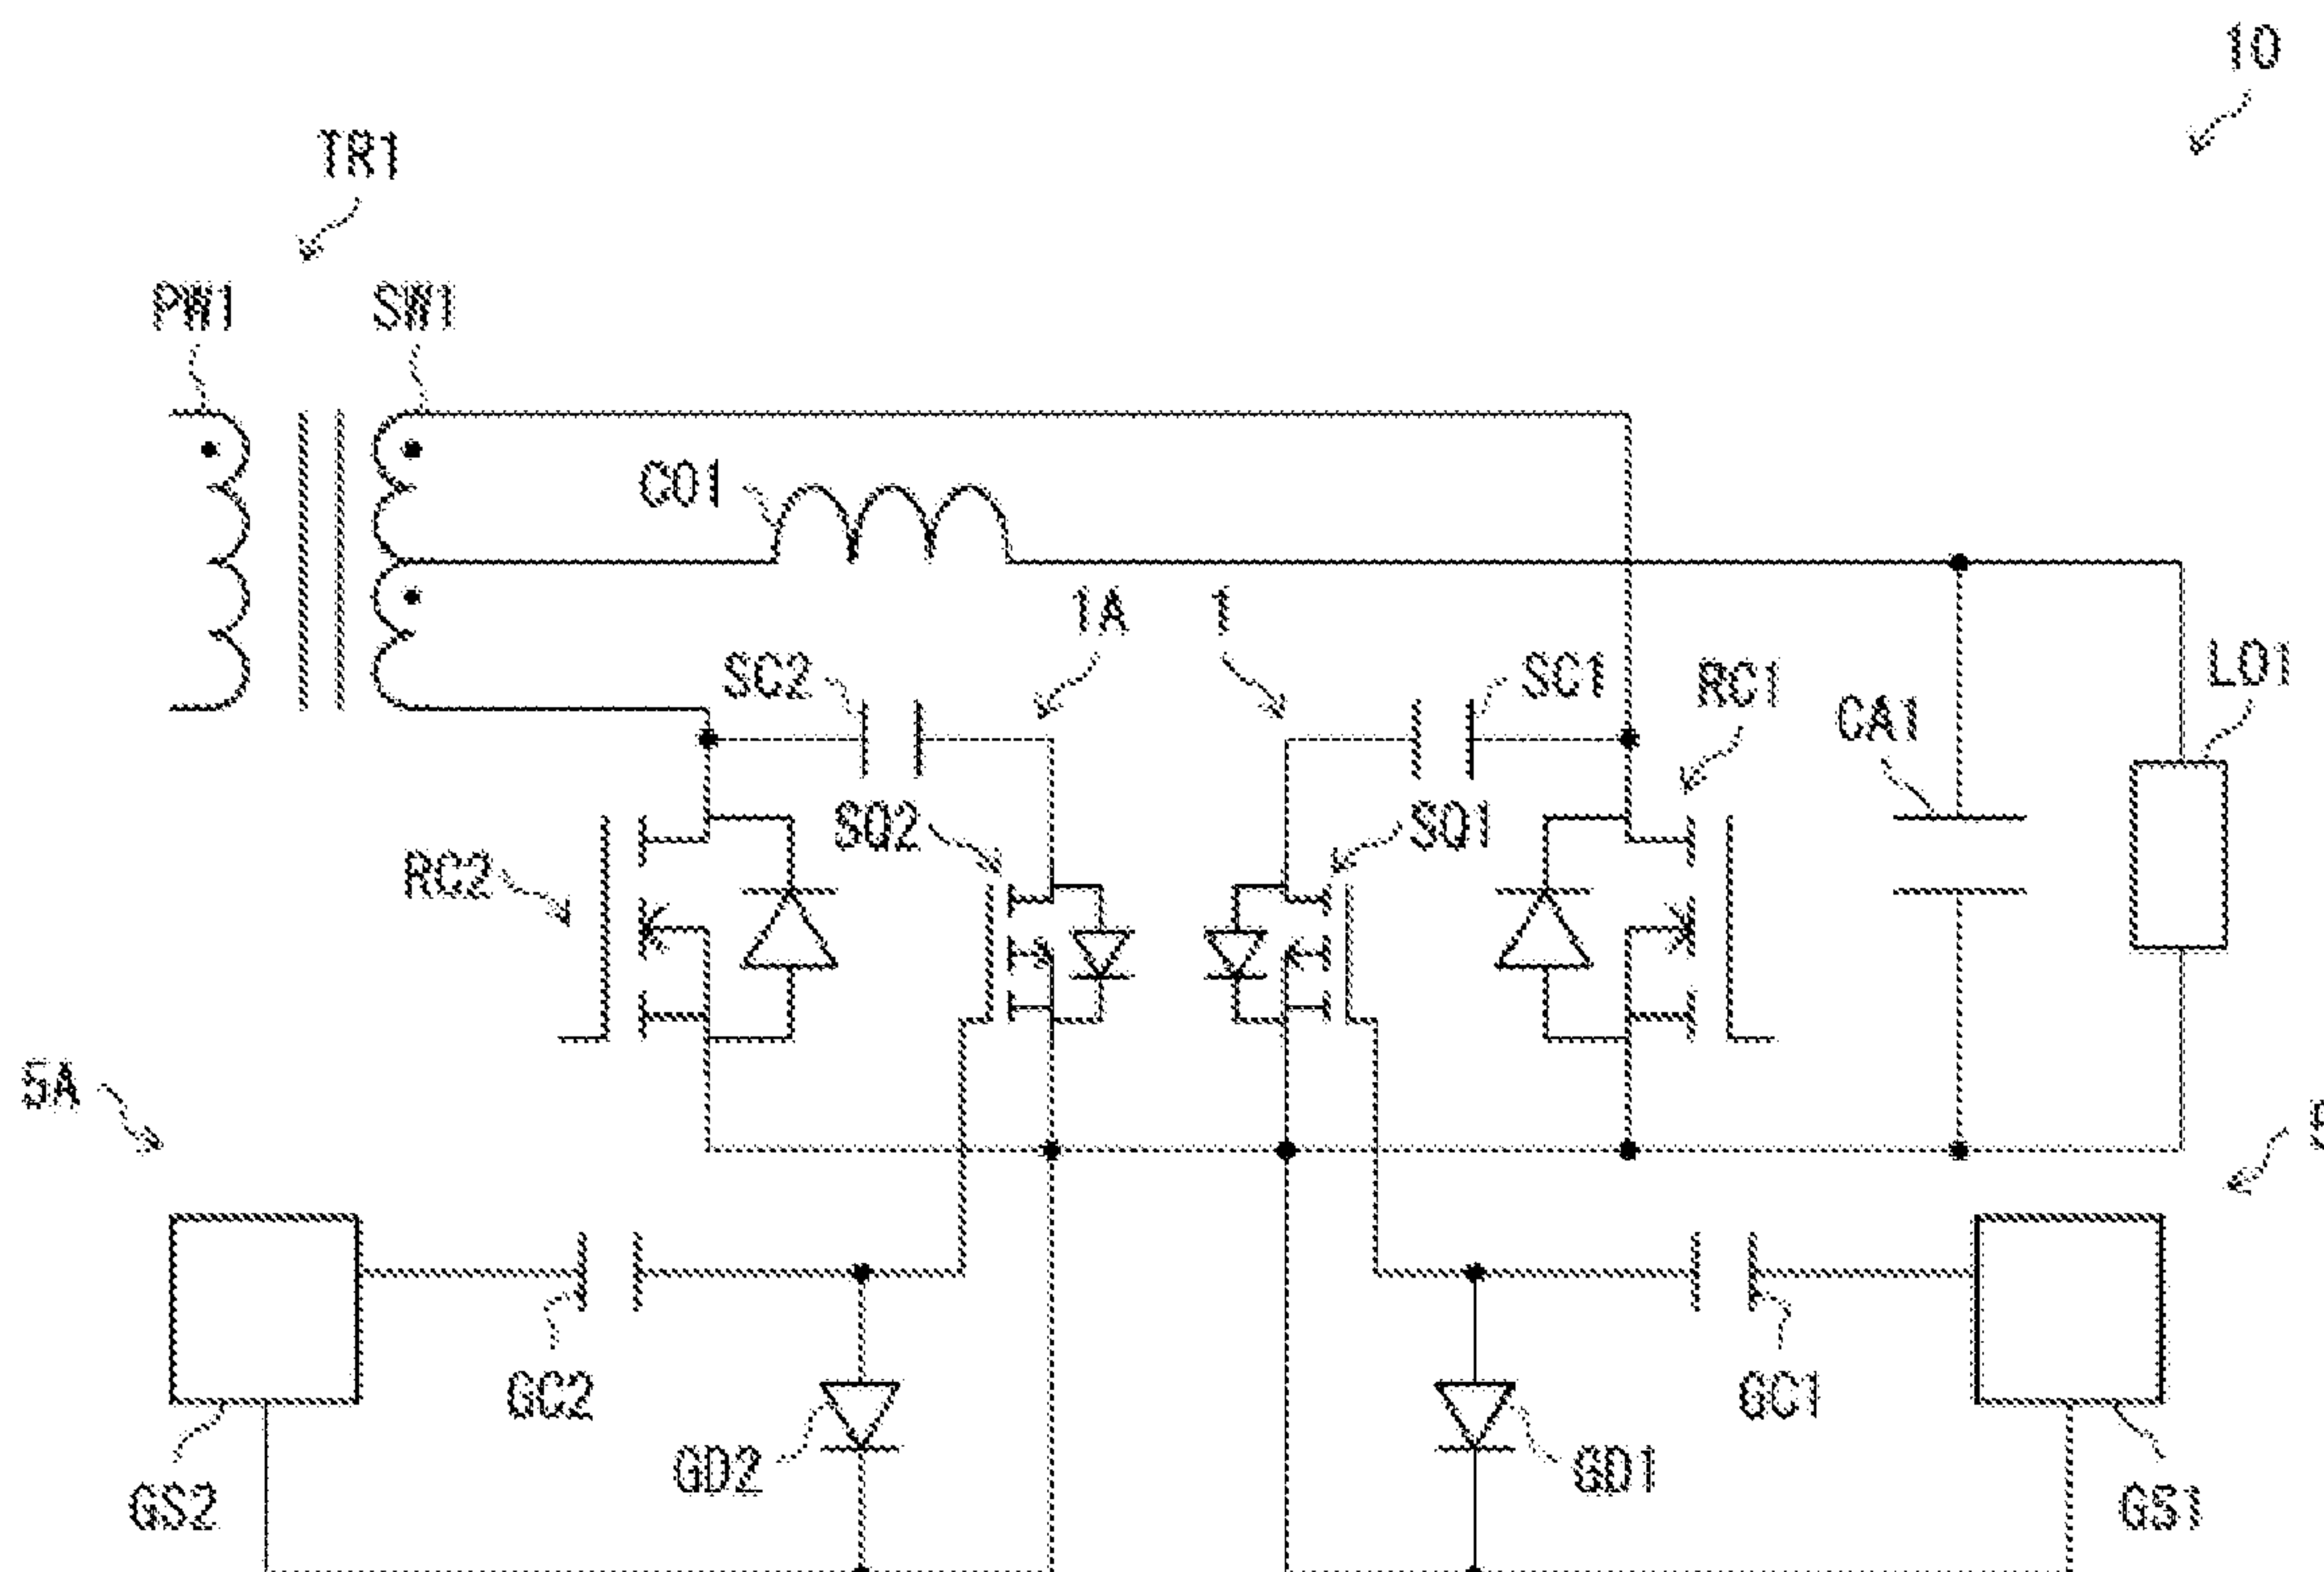 10
TR1
PW1 SW1
CO1
1A 1
SC2 SC1 RC1 LO1
CA1
SQ2 SQ1
RC2
5A
GC2 GC1
GD2 GD1
GS2 GS1